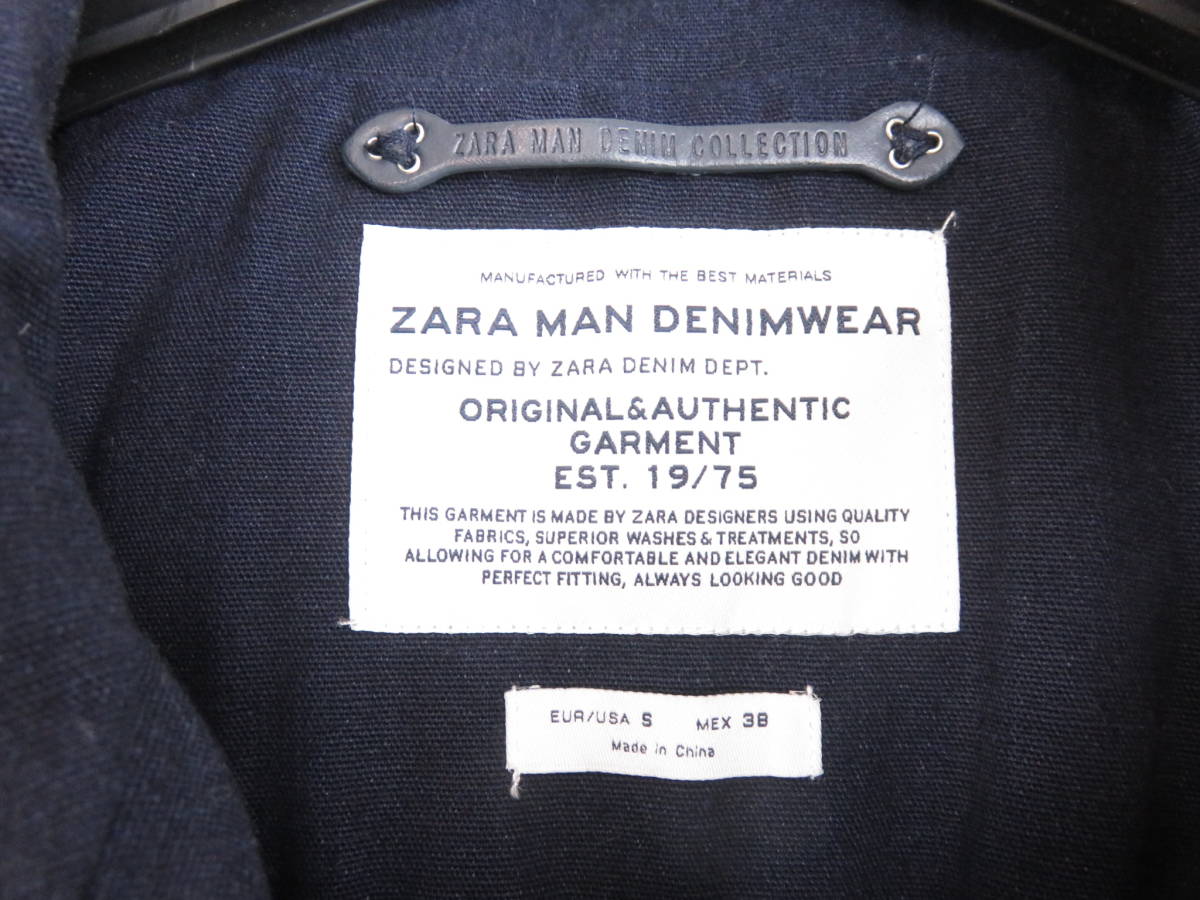 ZARA MAN DENIM COLLECTION
MANUFACTURED WITH THE BEST MATERIALS
ZARA MAN DENIMWEAR
DESIGNED BY ZARA DENIM DEPT.
ORIGINAL&AUTHENTIC
GARMENT
EST. 19/75
THIS GARMENT IS MADE BY ZARA DESIGNERS USING QUALITY
FABRICS, SUPERIOR WASHES & TREATMENTS, SO
ALLOWING FOR A COMFORTABLE AND ELEGANT DENIM WITH
PERFECT FITTING, ALWAYS LOOKING GOOD
EUR/USA S MEX 38
Made in China